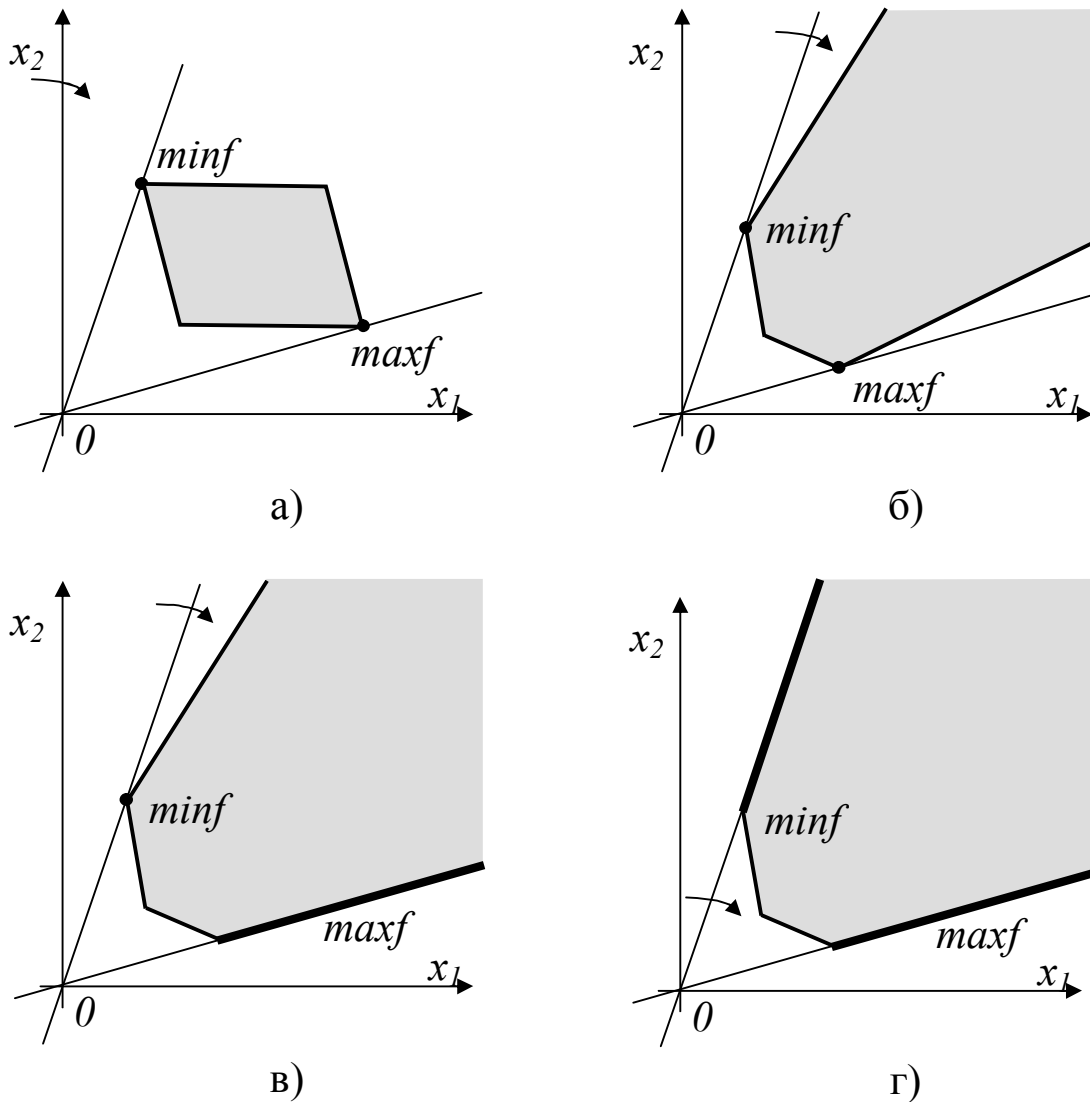 x₂
minf
maxf
x₁
0
а)
x₂
minf
maxf
x₁
0
б)
x₂
minf
maxf
x₁
0
в)
x₂
minf
maxf
x₁
0
г)